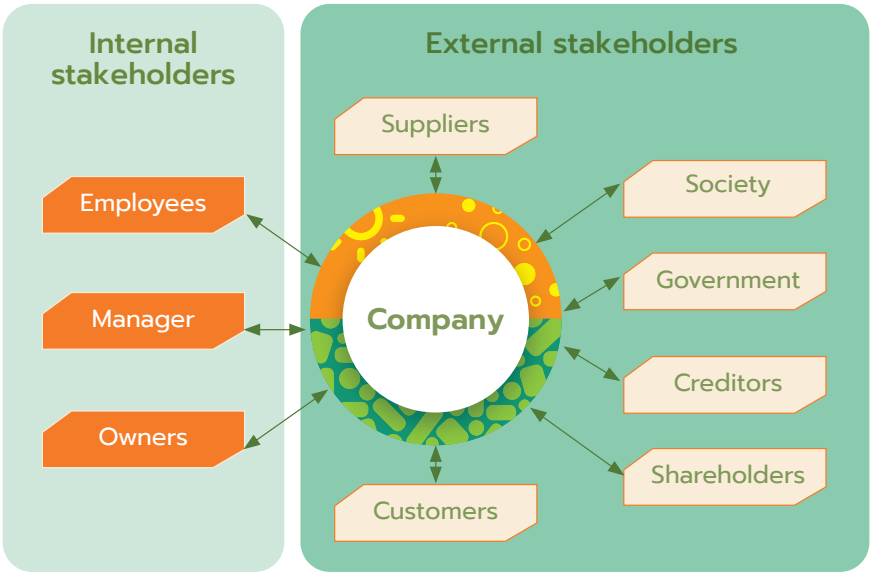 Internal
stakeholders
Employees
Manager
Owners
External stakeholders
Suppliers
Company
Customers
Society
Government
Creditors
Shareholders